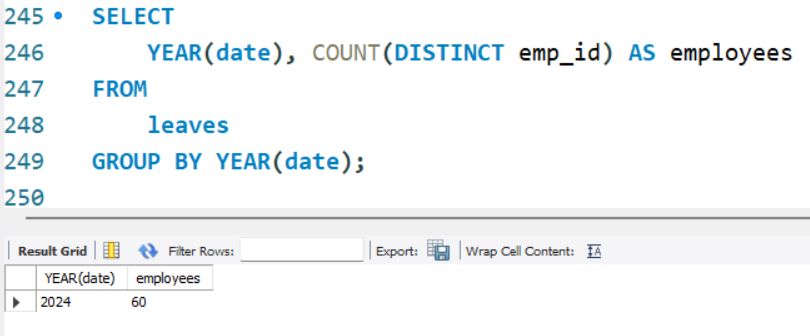 245 SELECT
246 YEAR(date), COUNT(DISTINCT emp_id) AS employees
247 FROM
248 leaves
249 GROUP BY YEAR(date);
250
Result Grid Filter Rows: Export: Wrap Cell Content: IA
YEAR(date) employees
2024 60